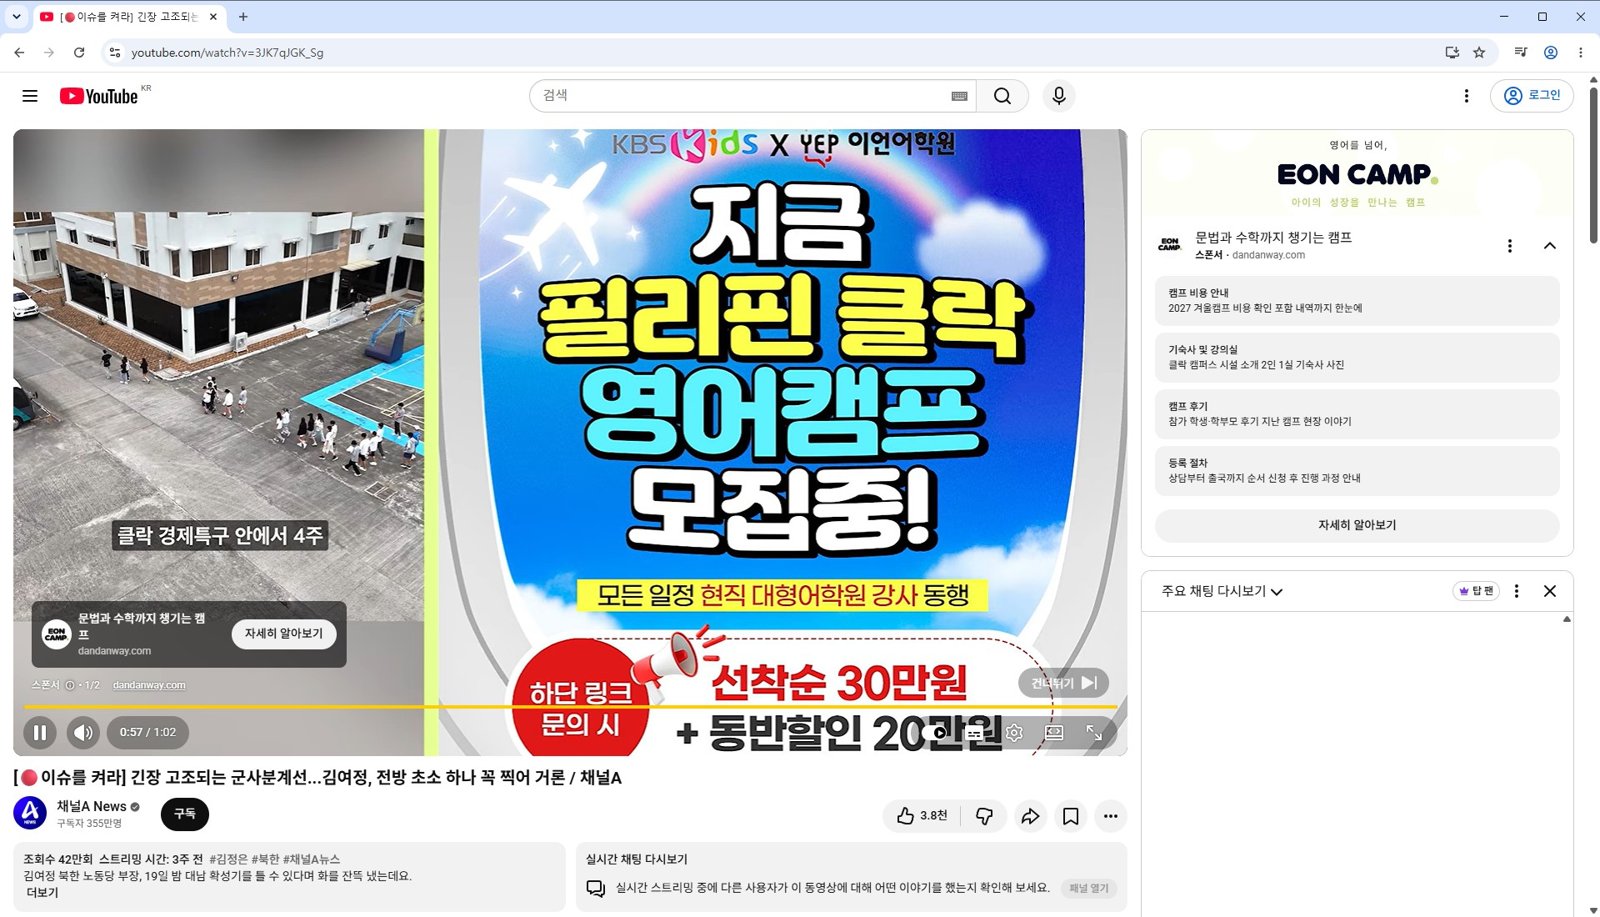 [🔴이슈를 켜라] 긴장 고조되는
youtube.com/watch?v=3JK7qJGK_Sg
YouTube KR
검색
로그인
KBS Kids X YEP 이언어학원
지금
필리핀 클락
영어캠프
모집중!
모든 일정 현직 대형어학원 강사 동행
하단 링크
문의 시
선착순 30만원
+ 동반할인 20만원
클락 경제특구 안에서 4주
EON CAMP.
문법과 수학까지 챙기는 캠
프
dandanway.com
자세히 알아보기
스폰서 · 1/2 dandanway.com
건너뛰기
0:57 / 1:02
[🔴이슈를 켜라] 긴장 고조되는 군사분계선...김여정, 전방 초소 하나 꼭 찍어 거론 / 채널A
채널A News
구독자 355만명
구독
3.8천
조회수 42만회 스트리밍 시간: 3주 전 #김정은 #북한 #채널A뉴스
김여정 북한 노동당 부장, 19일 밤 대남 확성기를 틀 수 있다며 화를 잔뜩 냈는데요.
더보기
실시간 채팅 다시보기
실시간 스트리밍 중에 다른 사용자가 이 동영상에 대해 어떤 이야기를 했는지 확인해 보세요.
패널 열기
영어를 넘어,
EON CAMP.
아이의 성장을 만나는 캠프
EON CAMP.
문법과 수학까지 챙기는 캠프
스폰서 · dandanway.com
캠프 비용 안내
2027 겨울캠프 비용 확인 포함 내역까지 한눈에
기숙사 및 강의실
클락 캠퍼스 시설 소개 2인 1실 기숙사 사진
캠프 후기
참가 학생·학부모 후기 지난 캠프 현장 이야기
등록 절차
상담부터 출국까지 순서 신청 후 진행 과정 안내
자세히 알아보기
주요 채팅 다시보기
탑 팬